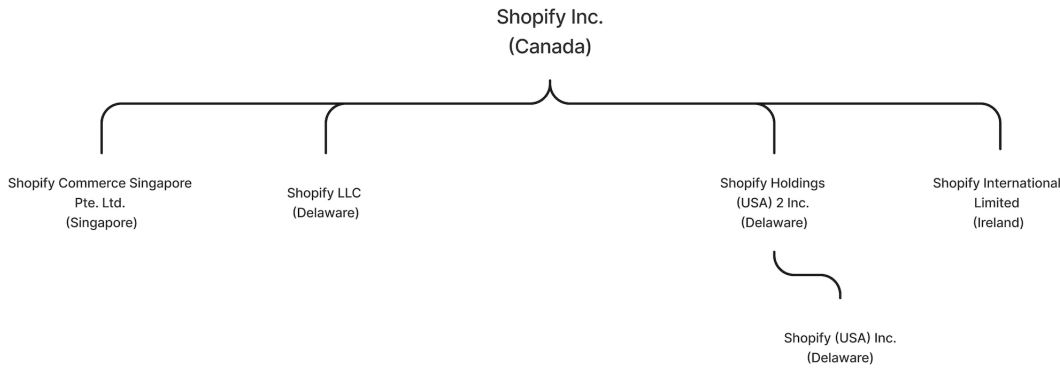 Shopify Inc.
(Canada)
Shopify Commerce Singapore
Pte. Ltd.
(Singapore)
Shopify LLC
(Delaware)
Shopify Holdings
(USA) 2 Inc.
(Delaware)
Shopify International
Limited
(Ireland)
Shopify (USA) Inc.
(Delaware)